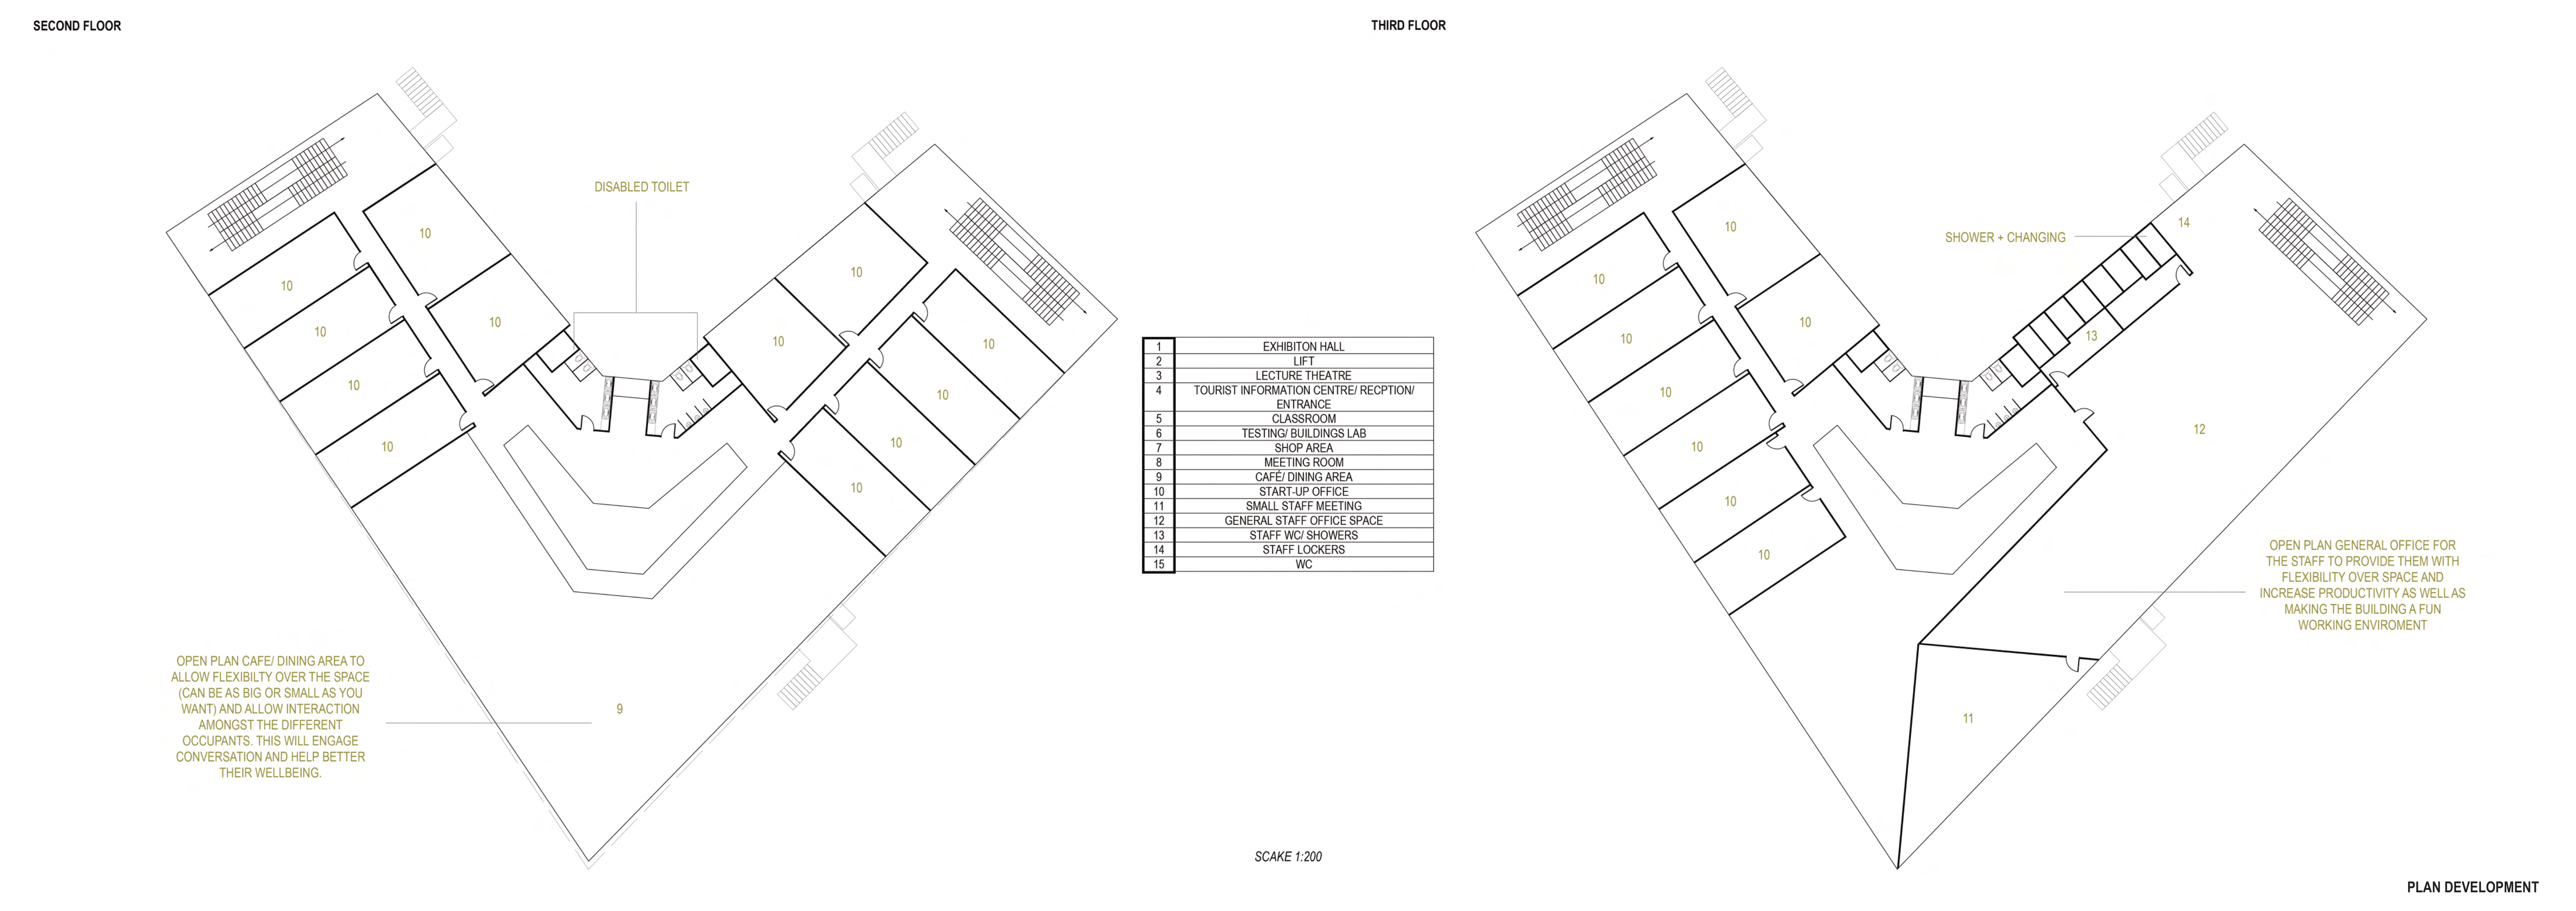 SECOND FLOOR
THIRD FLOOR
DISABLED TOILET
10
10
10
10
10
10
10
10
10
10
10
10
10
10
9
OPEN PLAN CAFE/ DINING AREA TO
ALLOW FLEXIBILTY OVER THE SPACE
(CAN BE AS BIG OR SMALL AS YOU
WANT) AND ALLOW INTERACTION
AMONGST THE DIFFERENT
OCCUPANTS. THIS WILL ENGAGE
CONVERSATION AND HELP BETTER
THEIR WELLBEING.
1 EXHIBITON HALL
2 LIFT
3 LECTURE THEATRE
4 TOURIST INFORMATION CENTRE/ RECPTION/
ENTRANCE
5 CLASSROOM
6 TESTING/ BUILDINGS LAB
7 SHOP AREA
8 MEETING ROOM
9 CAFÉ/ DINING AREA
10 START-UP OFFICE
11 SMALL STAFF MEETING
12 GENERAL STAFF OFFICE SPACE
13 STAFF WC/ SHOWERS
14 STAFF LOCKERS
15 WC
SCAKE 1:200
10
10
10
10
10
10
10
10
SHOWER + CHANGING
14
13
12
11
OPEN PLAN GENERAL OFFICE FOR
THE STAFF TO PROVIDE THEM WITH
FLEXIBILITY OVER SPACE AND
INCREASE PRODUCTIVITY AS WELL AS
MAKING THE BUILDING A FUN
WORKING ENVIROMENT
PLAN DEVELOPMENT